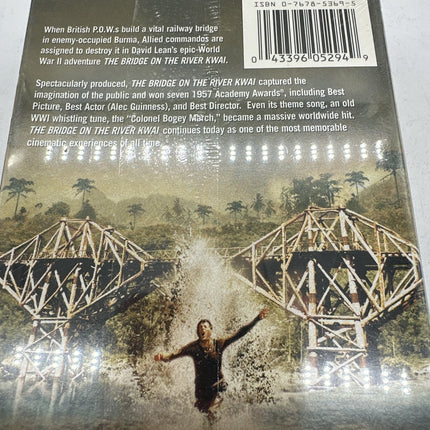 ISBN 0-7678-5369-5
0 43396 05294 9
When British P.O.W.s build a vital railway bridge
in enemy-occupied Burma, Allied commandos are
assigned to destroy it in David Lean's epic World
War II adventure THE BRIDGE ON THE RIVER KWAI.
Spectacularly produced, THE BRIDGE ON THE RIVER KWAI captured the
imagination of the public and won seven 1957 Academy Awards®, including Best
Picture, Best Actor (Alec Guinness), and Best Director. Even its theme song, an old
WWI whistling tune, the "Colonel Bogey March," became a massive worldwide hit.
THE BRIDGE ON THE RIVER KWAI continues today as one of the most memorable
cinematic experiences of all time.